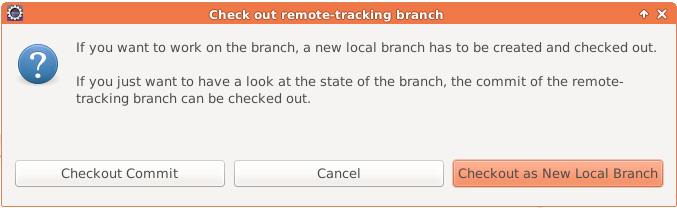 Check out remote-tracking branch
If you want to work on the branch, a new local branch has to be created and checked out.
If you just want to have a look at the state of the branch, the commit of the remote-
tracking branch can be checked out.
Checkout Commit
Cancel
Checkout as New Local Branch